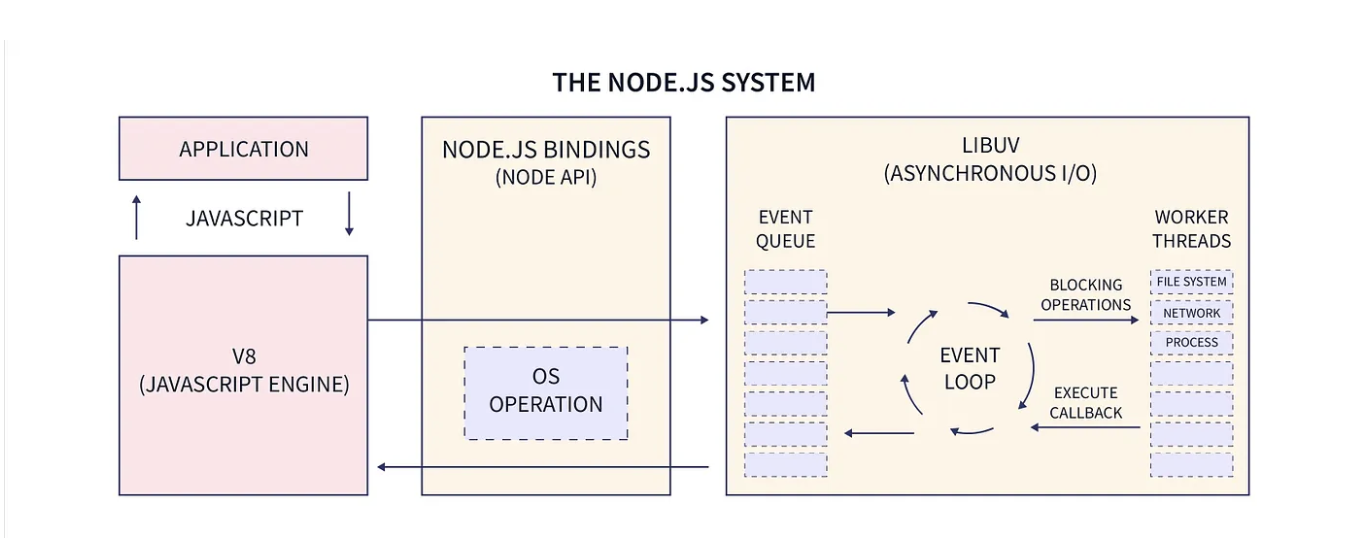 THE NODE.JS SYSTEM
APPLICATION
JAVASCRIPT
V8
(JAVASCRIPT ENGINE)
NODE.JS BINDINGS
(NODE API)
OS
OPERATION
LIBUV
(ASYNCHRONOUS I/O)
EVENT
QUEUE
EVENT
LOOP
BLOCKING
OPERATIONS
EXECUTE
CALLBACK
WORKER
THREADS
FILE SYSTEM
NETWORK
PROCESS